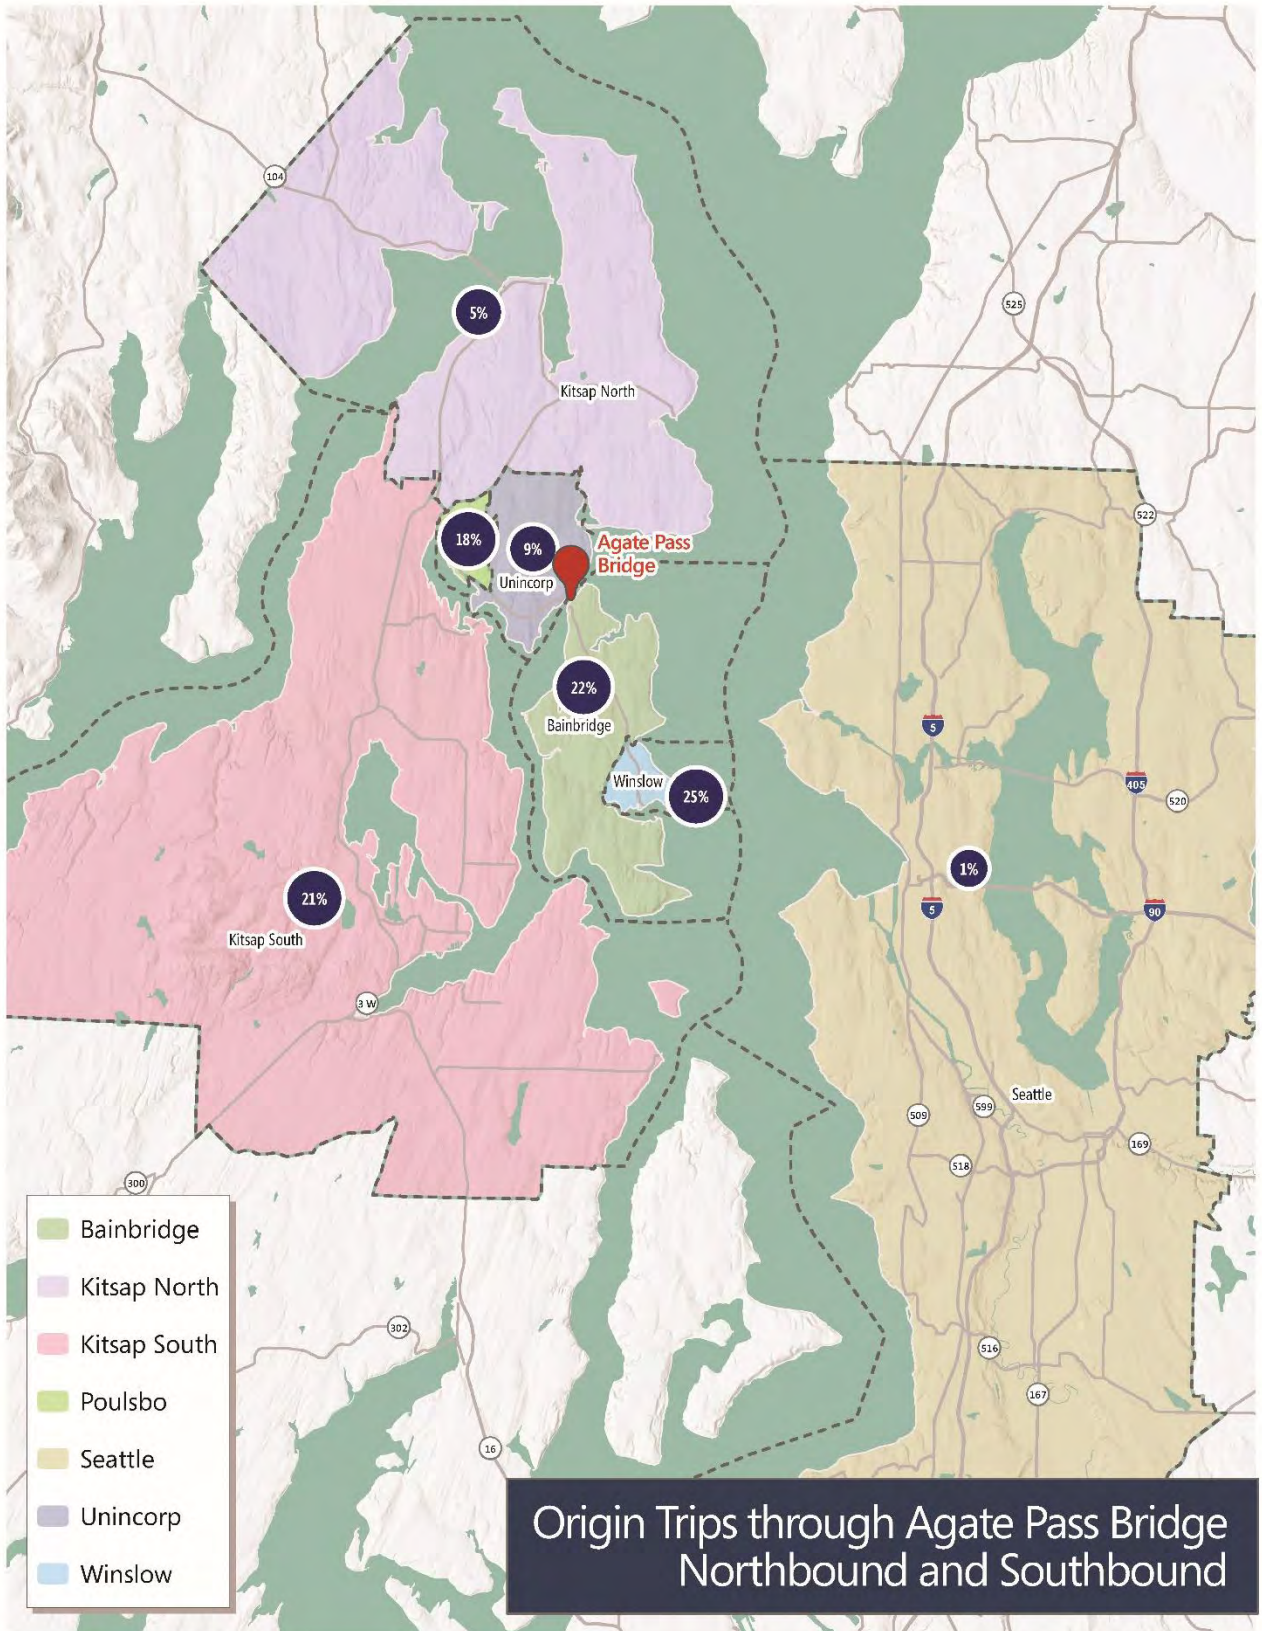 104
525
5%
Kitsap North
522
18%
9%
Agate Pass
Bridge
Unincorp
22%
Bainbridge
5
Winslow
25%
405
520
1%
21%
5
90
Kitsap South
3 W
Seattle
599
509
169
518
300
Bainbridge
Kitsap North
Kitsap South
302
516
Poulsbo
167
Seattle
16
Unincorp
Winslow
Origin Trips through Agate Pass Bridge
Northbound and Southbound